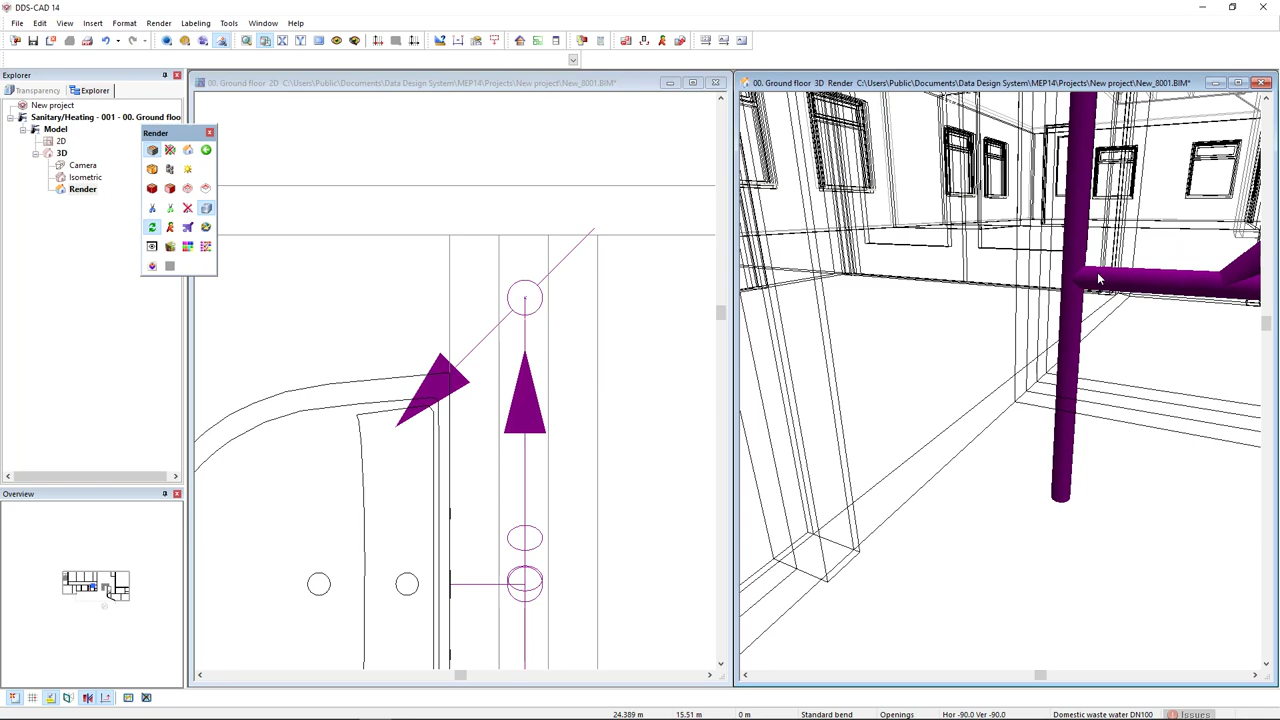 DDS-CAD 14
File Edit View Insert Format Render Labeling Tools Window Help
Explorer
Transparency Explorer
New project
Sanitary/Heating - 001 - 00. Ground floo
Model
2D
3D
Camera
Isometric
Render
Render
00. Ground floor 2D C:\Users\Public\Documents\Data Design System\MEP14\Projects\New project\New_8001.BIM*
00. Ground floor 3D Render C:\Users\Public\Documents\Data Design System\MEP14\Projects\New project\New_8001.BIM*
Overview
24.389 m 15.51 m 0 m Standard bend Openings Hor -90.0 Ver -90.0 Domestic waste water DN100 Issues